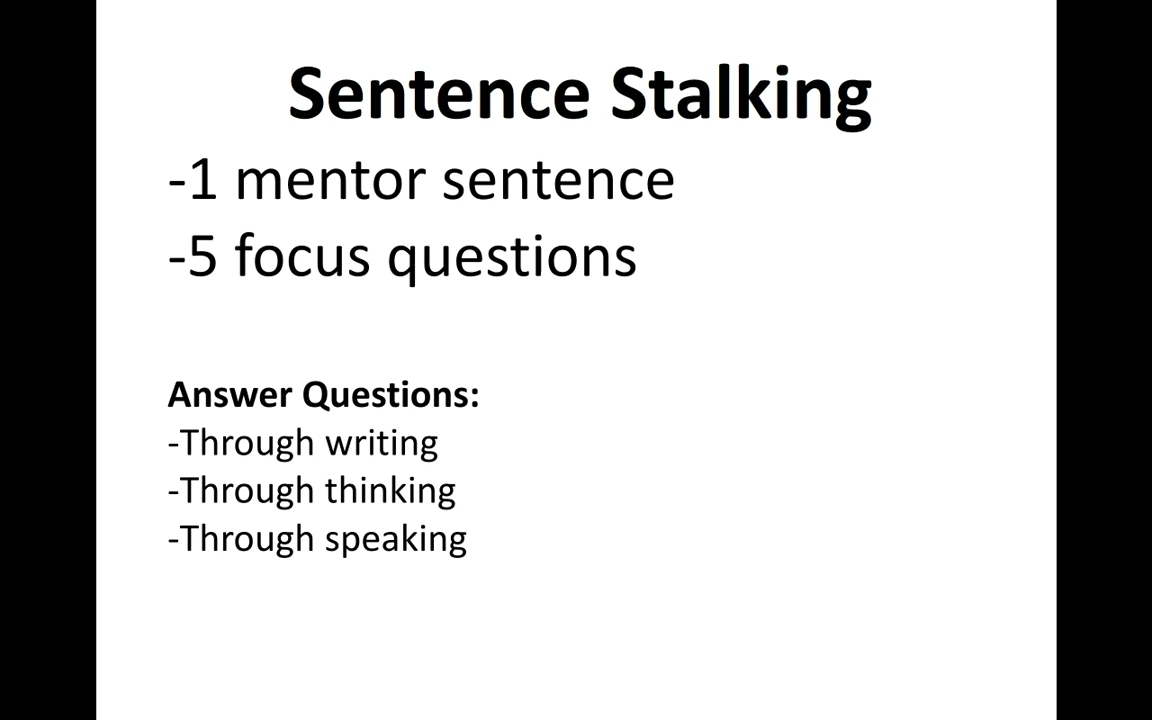 Sentence Stalking
-1 mentor sentence
-5 focus questions
Answer Questions:
-Through writing
-Through thinking
-Through speaking